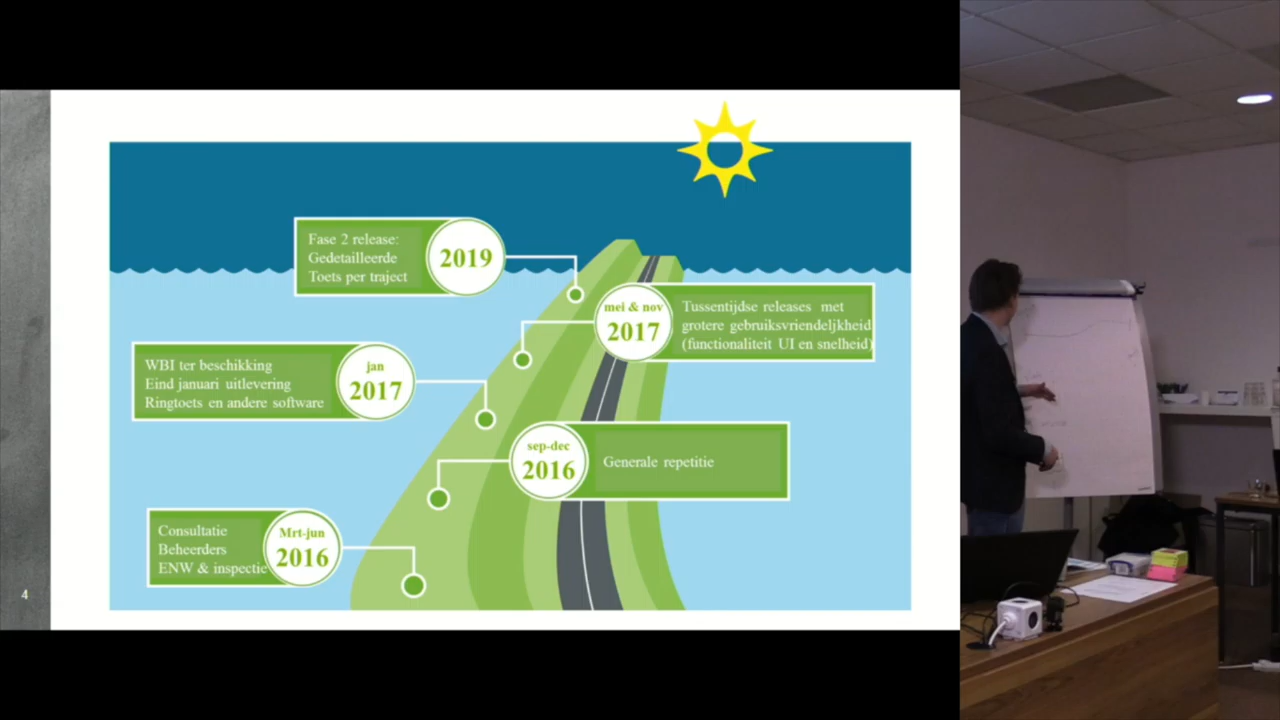 Fase 2 release:
Gedetailleerde
Toets per traject
2019
mei & nov
2017
Tussentijdse releases met
grotere gebruiksvriendeljkheid
(functionaliteit UI en snelheid)
WBI ter beschikking
Eind januari uitlevering
Ringtoets en andere software
jan
2017
sep-dec
2016
Generale repetitie
Consultatie
Beheerders
ENW & inspectie
Mrt-jun
2016
4